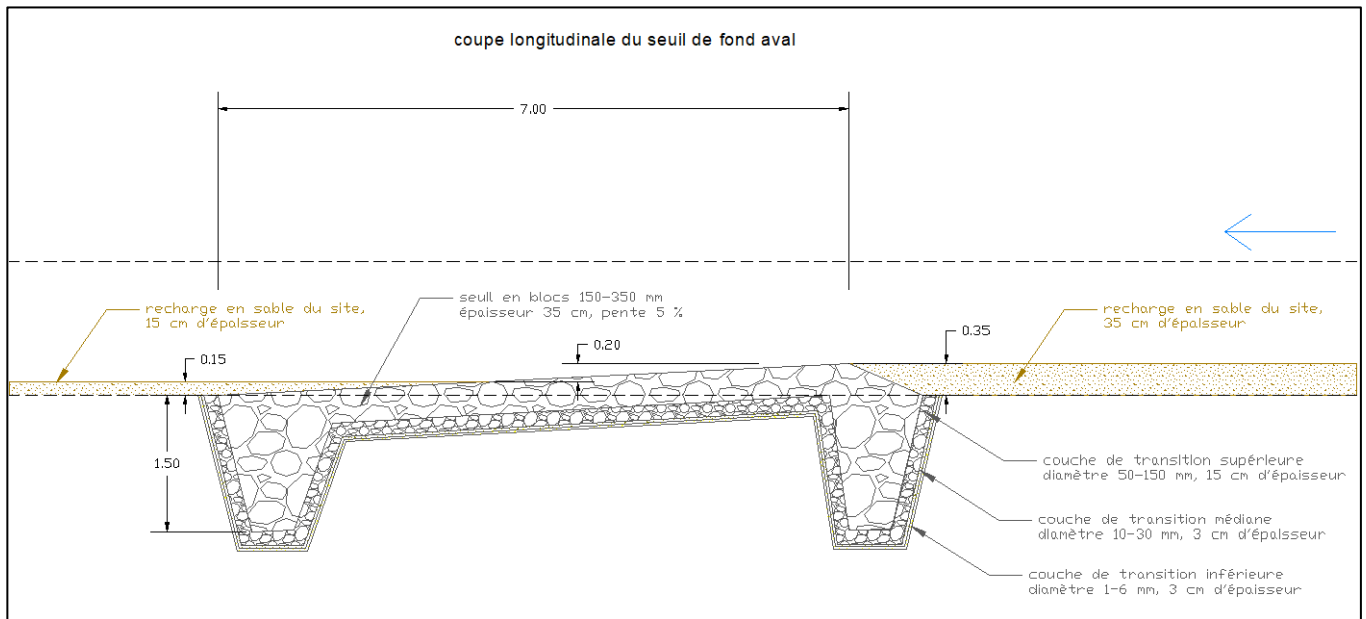 coupe longitudinale du seuil de fond aval
7.00
recharge en sable du site,
15 cm d'épaisseur
seuil en blocs 150-350 mm
épaisseur 35 cm, pente 5 %
recharge en sable du site,
35 cm d'épaisseur
0.15
0.20
0.35
1.50
couche de transition supérieure
diamètre 50-150 mm, 15 cm d'épaisseur
couche de transition médiane
diamètre 10-30 mm, 3 cm d'épaisseur
couche de transition inférieure
diamètre 1-6 mm, 3 cm d'épaisseur